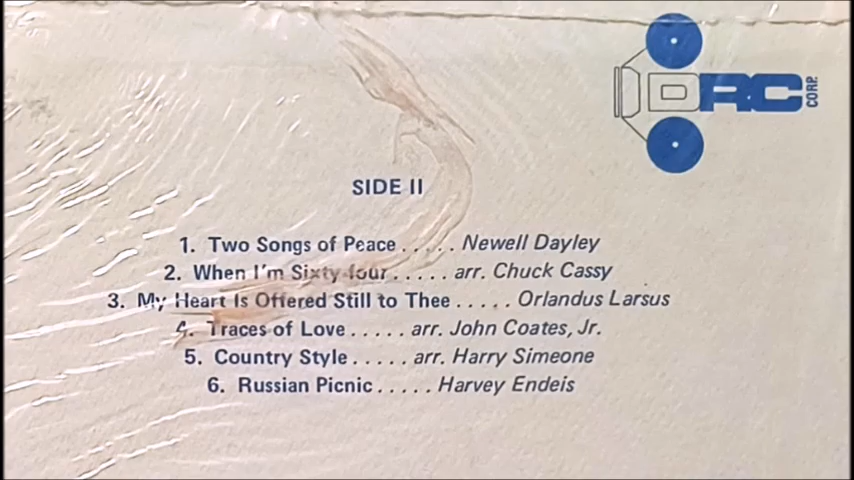 DRC CORP.
SIDE II
1. Two Songs of Peace ..... Newell Dayley
2. When I'm Sixty-four ..... arr. Chuck Cassy
3. My Heart Is Offered Still to Thee ..... Orlandus Larsus
4. Traces of Love ..... arr. John Coates, Jr.
5. Country Style ..... arr. Harry Simeone
6. Russian Picnic ..... Harvey Endeis